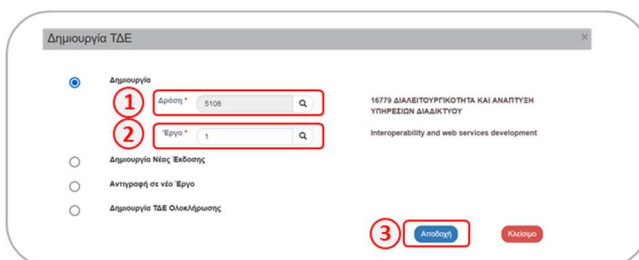 Δημιουργία ΤΔΕ ×
Δημιουργία
1 Δράση * 5108 16779 ΔΙΑΛΕΙΤΟΥΡΓΙΚΟΤΗΤΑ ΚΑΙ ΑΝΑΠΤΥΞΗ
ΥΠΗΡΕΣΙΩΝ ΔΙΑΔΙΚΤΥΟΥ
2 Έργο * 1 Interoperability and web services development
Δημιουργία Νέας Έκδοσης
Αντιγραφή σε νέο Έργο
Δημιουργία ΤΔΕ Ολοκλήρωσης
3 Αποδοχή Κλείσιμο